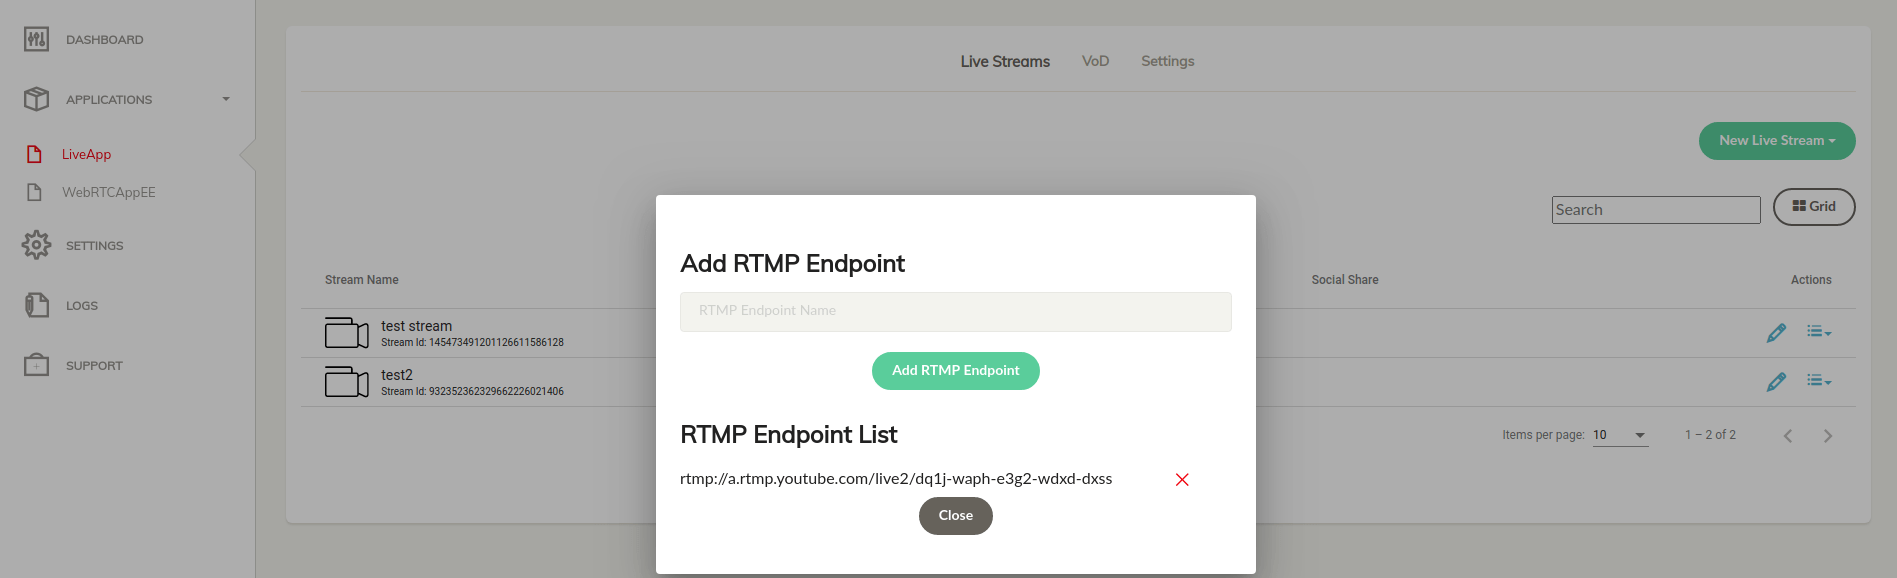 DASHBOARD
APPLICATIONS
LiveApp
WebRTCAppEE
SETTINGS
LOGS
SUPPORT
Live Streams VoD Settings
New Live Stream
Search
Grid
Stream Name Social Share Actions
test stream
Stream Id: 145473491201126611586128
test2
Stream Id: 932352362329662226021406
Items per page: 10 1 – 2 of 2
Add RTMP Endpoint
RTMP Endpoint Name
Add RTMP Endpoint
RTMP Endpoint List
rtmp://a.rtmp.youtube.com/live2/dq1j-waph-e3g2-wdxd-dxss
Close